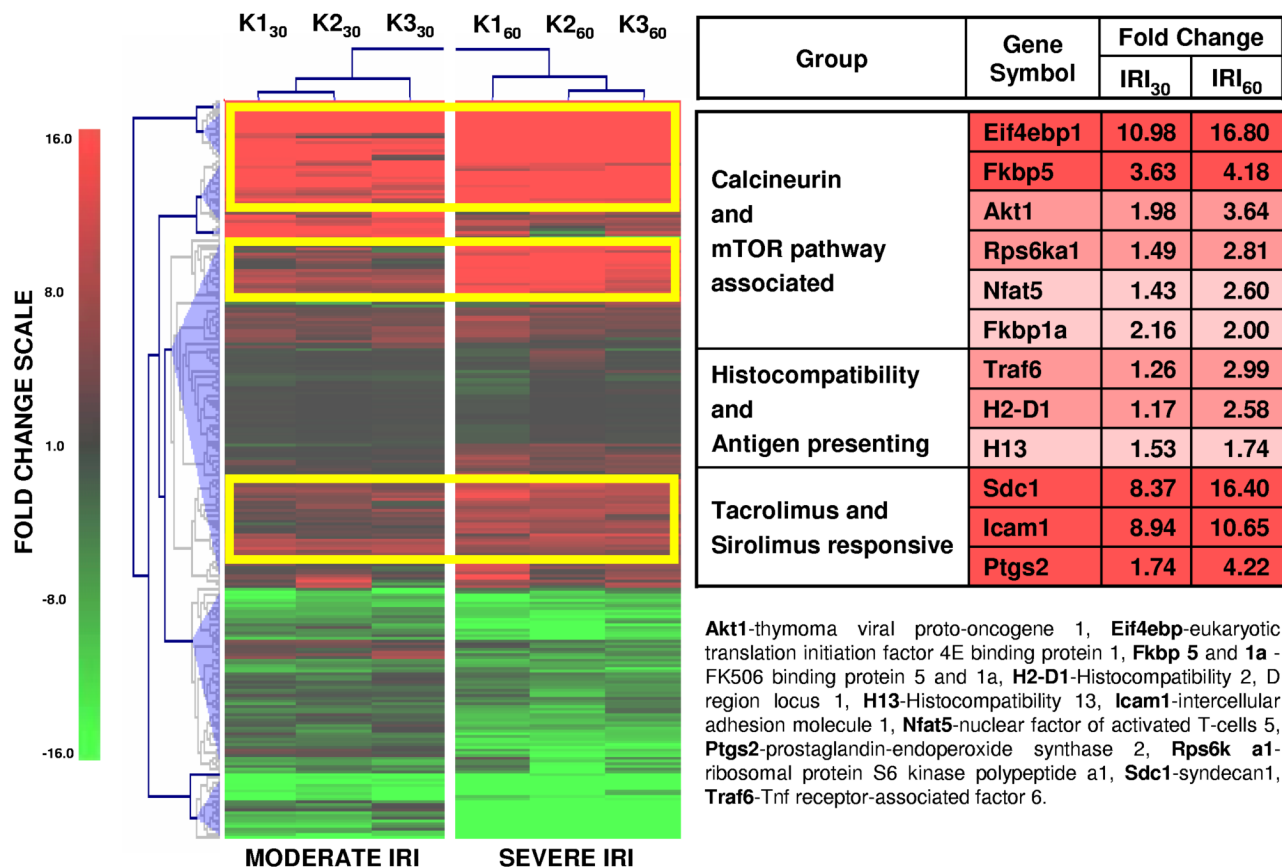 K1₃₀ K2₃₀ K3₃₀ K1₆₀ K2₆₀ K3₆₀
FOLD CHANGE SCALE
16.0
8.0
1.0
-8.0
-16.0
MODERATE IRI SEVERE IRI
Group Gene Symbol Fold Change
IRI₃₀ IRI₆₀
Calcineurin
and
mTOR pathway
associated
Eif4ebp1 10.98 16.80
Fkbp5 3.63 4.18
Akt1 1.98 3.64
Rps6ka1 1.49 2.81
Nfat5 1.43 2.60
Fkbp1a 2.16 2.00
Histocompatibility
and
Antigen presenting
Traf6 1.26 2.99
H2-D1 1.17 2.58
H13 1.53 1.74
Tacrolimus and
Sirolimus responsive
Sdc1 8.37 16.40
Icam1 8.94 10.65
Ptgs2 1.74 4.22
Akt1-thymoma viral proto-oncogene 1, Eif4ebp-eukaryotic
translation initiation factor 4E binding protein 1, Fkbp 5 and 1a -
FK506 binding protein 5 and 1a, H2-D1-Histocompatibility 2, D
region locus 1, H13-Histocompatibility 13, Icam1-intercellular
adhesion molecule 1, Nfat5-nuclear factor of activated T-cells 5,
Ptgs2-prostaglandin-endoperoxide synthase 2, Rps6k a1-
ribosomal protein S6 kinase polypeptide a1, Sdc1-syndecan1,
Traf6-Tnf receptor-associated factor 6.